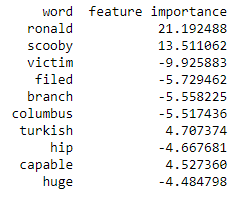 word feature importance
ronald 21.192488
scooby 13.511062
victim -9.925883
filed -5.729462
branch -5.558225
columbus -5.517436
turkish 4.707374
hip -4.667681
capable 4.527360
huge -4.484798